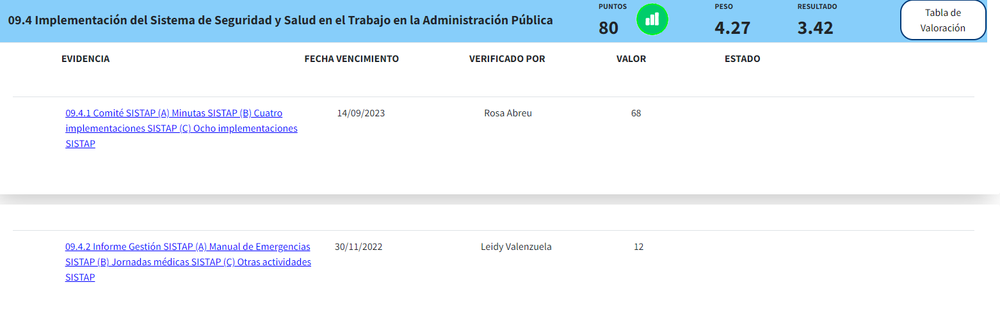 09.4 Implementación del Sistema de Seguridad y Salud en el Trabajo en la Administración Pública
PUNTOS
80
PESO
4.27
RESULTADO
3.42
Tabla de
Valoración
EVIDENCIA FECHA VENCIMIENTO VERIFICADO POR VALOR ESTADO
09.4.1 Comité SISTAP (A) Minutas SISTAP (B) Cuatro
implementaciones SISTAP (C) Ocho implementaciones
SISTAP
14/09/2023
Rosa Abreu
68
09.4.2 Informe Gestión SISTAP (A) Manual de Emergencias
SISTAP (B) Jornadas médicas SISTAP (C) Otras actividades
SISTAP
30/11/2022
Leidy Valenzuela
12